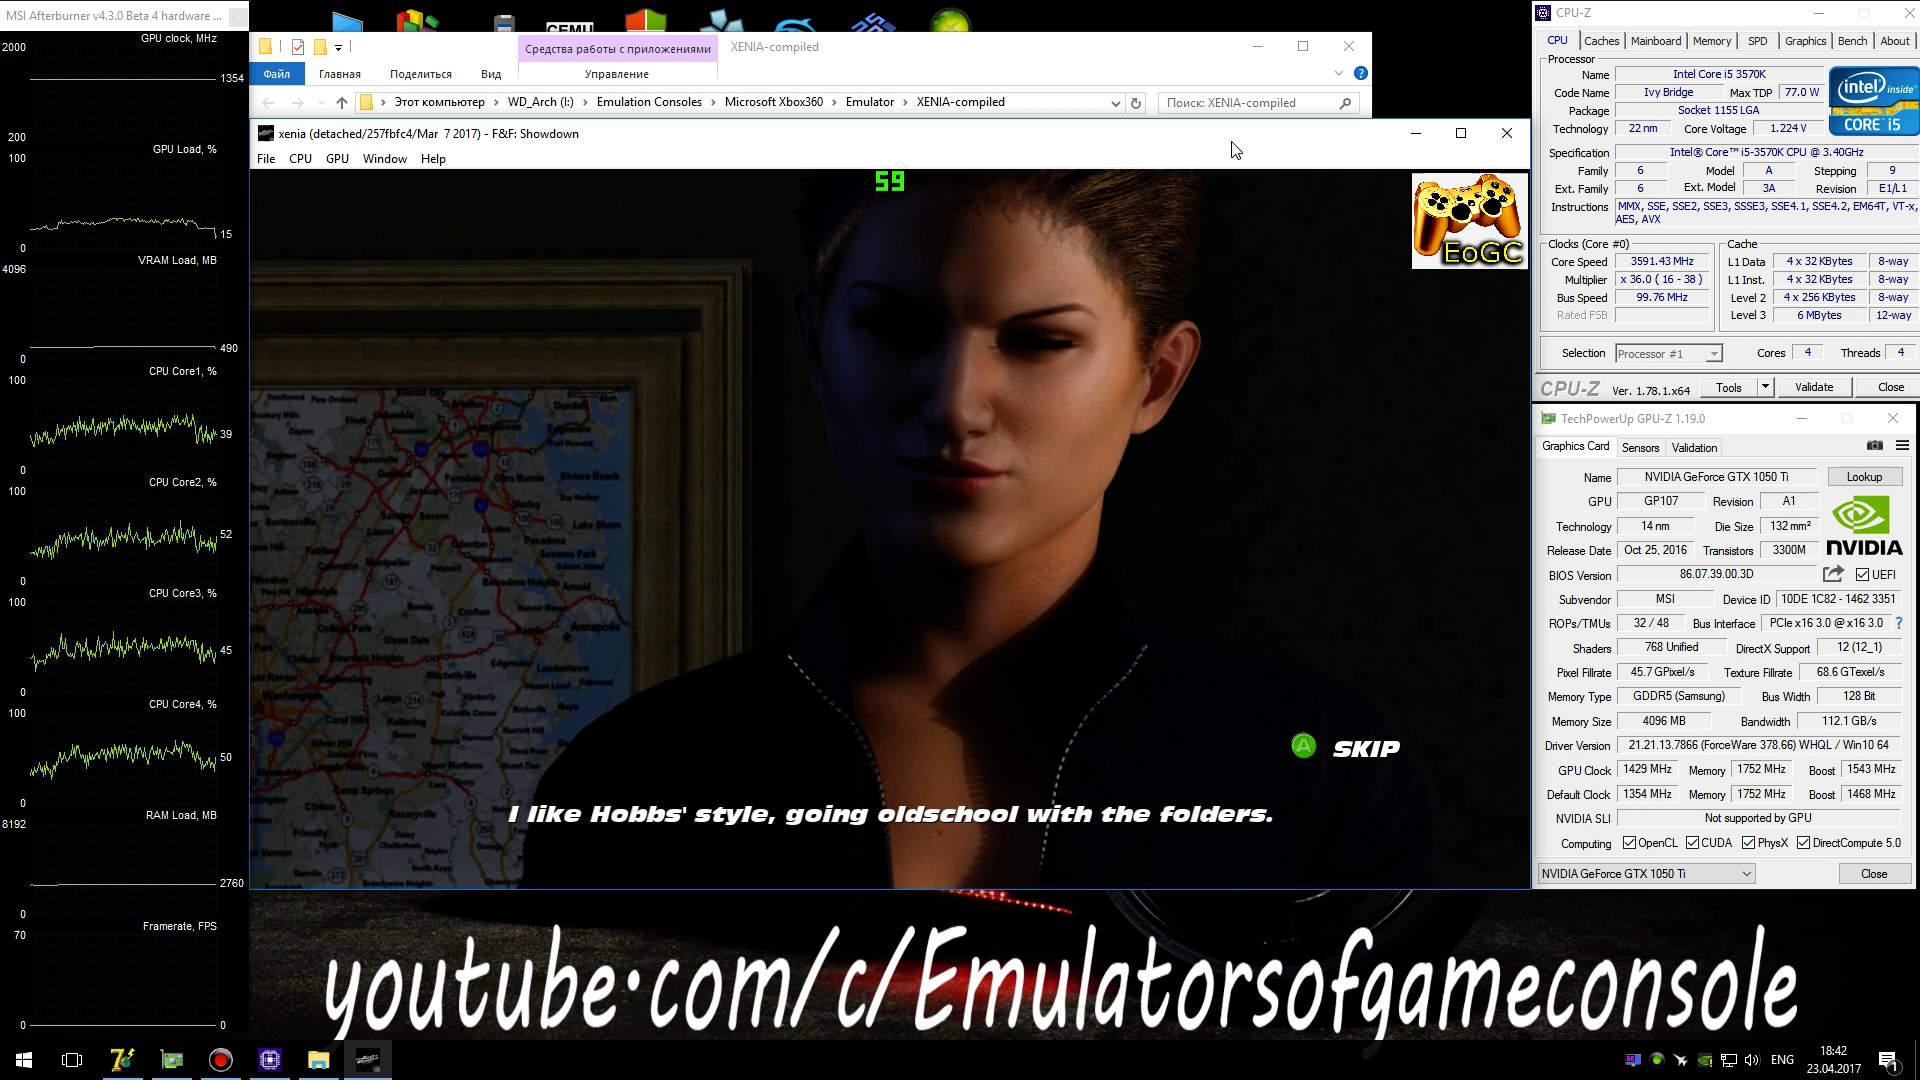 MSI Afterburner v4.3.0 Beta 4 hardware ...
GPU clock, MHz
2000
1354
200
GPU Load, %
100
15
0
VRAM Load, MB
4096
490
0
CPU Core1, %
100
39
0
CPU Core2, %
100
52
0
CPU Core3, %
100
45
0
CPU Core4, %
100
50
0
RAM Load, MB
8192
2760
0
Framerate, FPS
70
0 0
Средства работы с приложениями XENIA-compiled
Файл Главная Поделиться Вид Управление
Этот компьютер > WD_Arch (I:) > Emulation Consoles > Microsoft Xbox360 > Emulator > XENIA-compiled
Поиск: XENIA-compiled
xenia (detached/257fbfc4/Mar 7 2017) - F&F: Showdown
File CPU GPU Window Help
59
EoGC
SKIP
I like Hobbs' style, going oldschool with the folders.
youtube.com/c/Emulatorsofgameconsole
CPU-Z
CPU Caches Mainboard Memory SPD Graphics Bench About
Processor
Name Intel Core i5 3570K
Code Name Ivy Bridge Max TDP 77.0 W
Package Socket 1155 LGA
Technology 22 nm Core Voltage 1.224 V
intel inside
CORE i5
Specification Intel® Core™ i5-3570K CPU @ 3.40GHz
Family 6 Model A Stepping 9
Ext. Family 6 Ext. Model 3A Revision E1/L1
Instructions MMX, SSE, SSE2, SSE3, SSSE3, SSE4.1, SSE4.2, EM64T, VT-x,
AES, AVX
Clocks (Core #0)
Core Speed 3591.43 MHz
Multiplier x 36.0 ( 16 - 38 )
Bus Speed 99.76 MHz
Rated FSB
Cache
L1 Data 4 x 32 KBytes 8-way
L1 Inst. 4 x 32 KBytes 8-way
Level 2 4 x 256 KBytes 8-way
Level 3 6 MBytes 12-way
Selection Processor #1 Cores 4 Threads 4
CPU-Z Ver. 1.78.1.x64 Tools Validate Close
TechPowerUp GPU-Z 1.19.0
Graphics Card Sensors Validation
Name NVIDIA GeForce GTX 1050 Ti Lookup
GPU GP107 Revision A1
Technology 14 nm Die Size 132 mm²
Release Date Oct 25, 2016 Transistors 3300M
NVIDIA
BIOS Version 86.07.39.00.3D UEFI
Subvendor MSI Device ID 10DE 1C82 - 1462 3351
ROPs/TMUs 32 / 48 Bus Interface PCIe x16 3.0 @ x16 3.0 ?
Shaders 768 Unified DirectX Support 12 (12_1)
Pixel Fillrate 45.7 GPixel/s Texture Fillrate 68.6 GTexel/s
Memory Type GDDR5 (Samsung) Bus Width 128 Bit
Memory Size 4096 MB Bandwidth 112.1 GB/s
Driver Version 21.21.13.7866 (ForceWare 378.66) WHQL / Win10 64
GPU Clock 1429 MHz Memory 1752 MHz Boost 1543 MHz
Default Clock 1354 MHz Memory 1752 MHz Boost 1468 MHz
NVIDIA SLI Not supported by GPU
Computing OpenCL CUDA PhysX DirectCompute 5.0
NVIDIA GeForce GTX 1050 Ti Close
ENG
18:42
23.04.2017
1